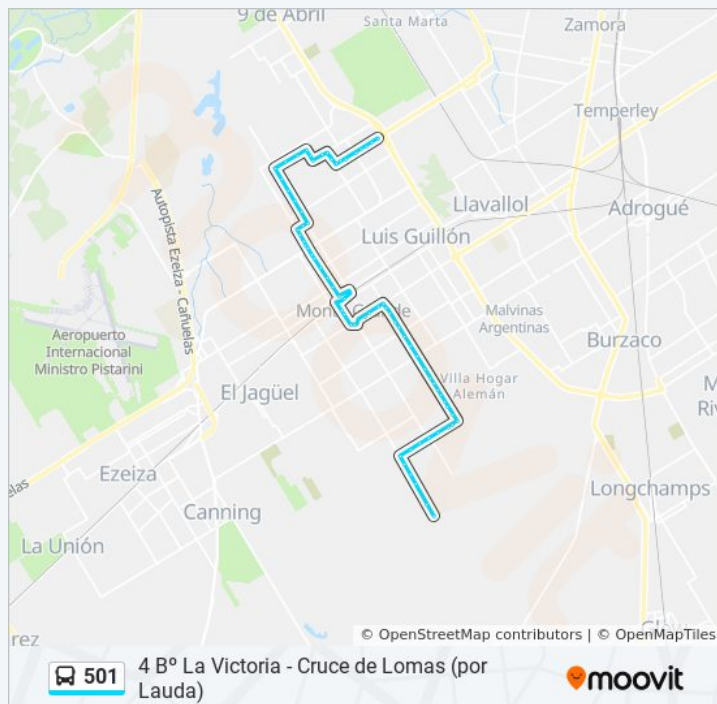 9 de Abril
Santa Marta
Zamora
Temperley
Llavallol
Adrogué
Luis Guillón
Autopista Ezeiza - Cañuelas
Monte Grande
Malvinas
Argentinas
Burzaco
Aeropuerto
Internacional
Ministro Pistarini
El Jagüel
Villa Hogar
Alemán
Ezeiza
Canning
Longchamps
La Unión
© OpenStreetMap contributors | © OpenMapTiles
501
4 Bº La Victoria - Cruce de Lomas (por
Lauda)
moovit